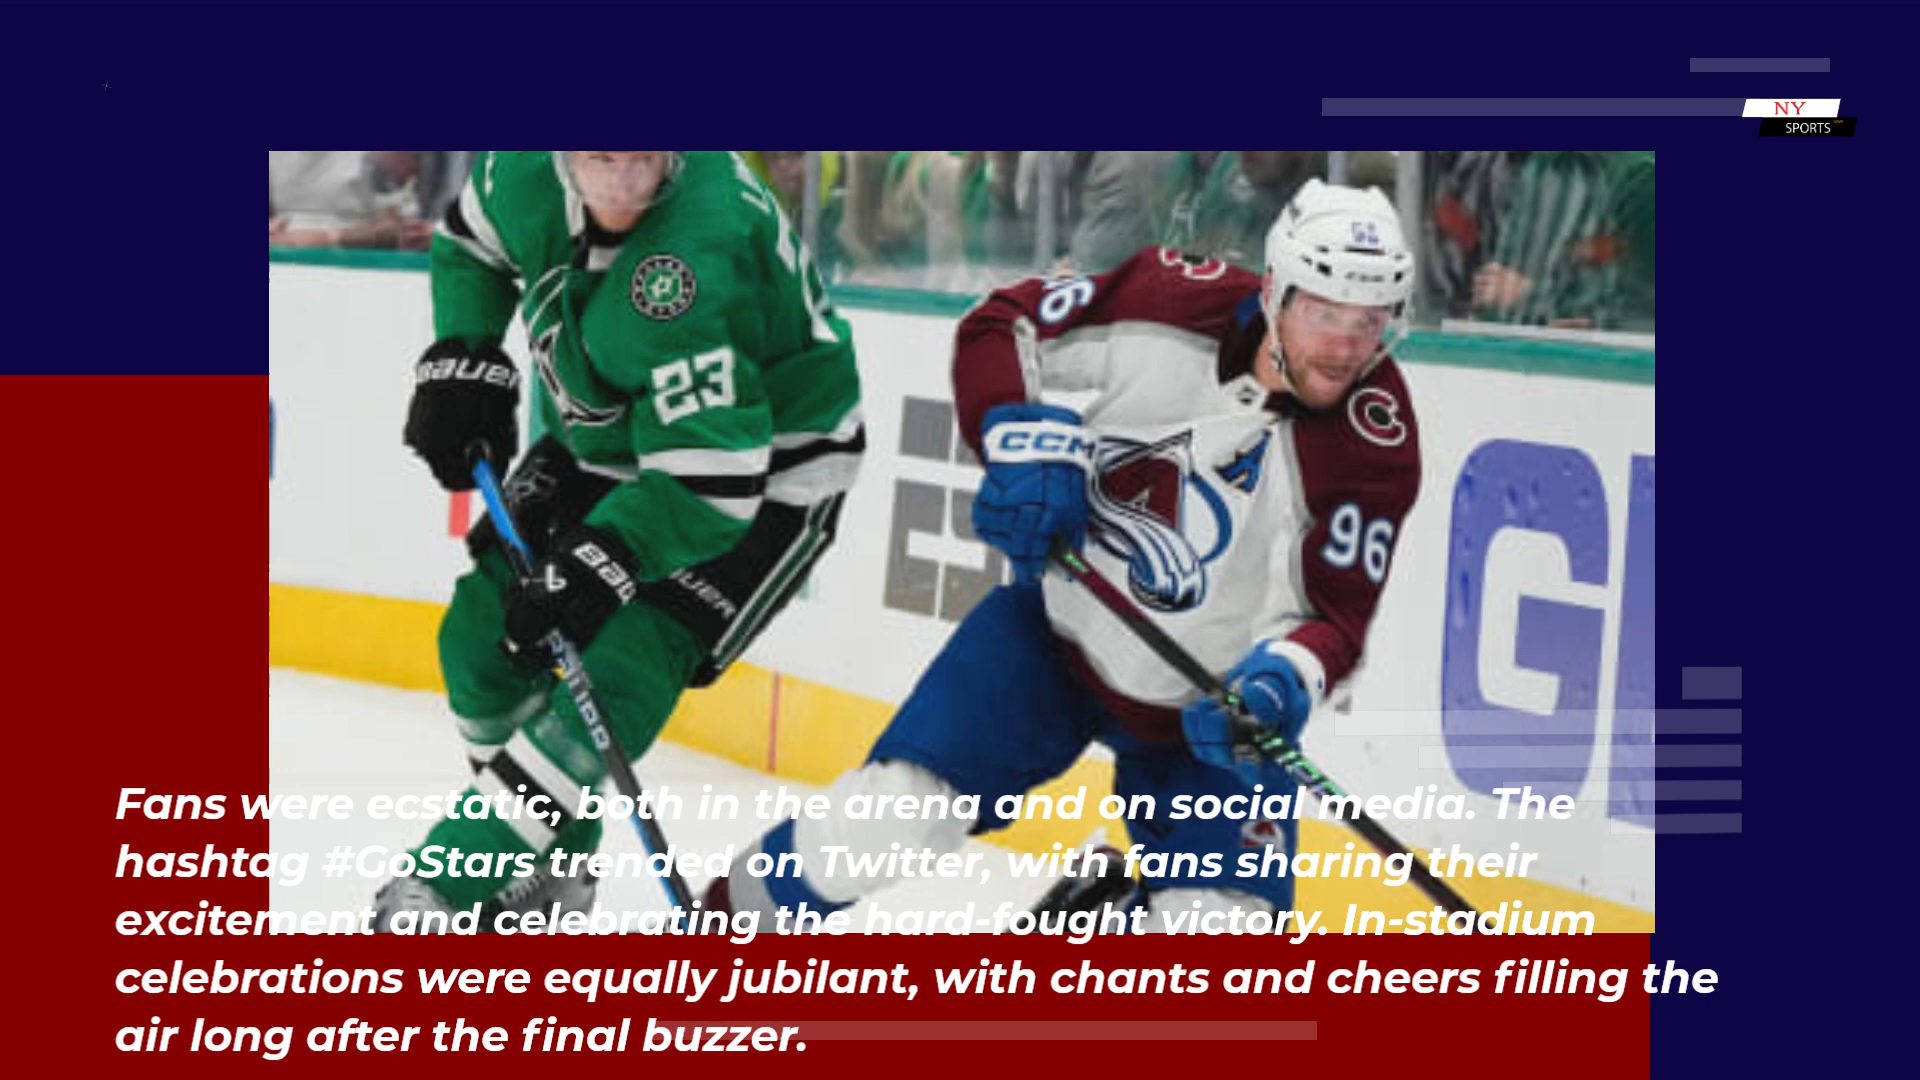 NY
SPORTS
23
BAUER
96
CCM
96
A
GE
Fans were ecstatic, both in the arena and on social media. The
hashtag #GoStars trended on Twitter, with fans sharing their
excitement and celebrating the hard-fought victory. In-stadium
celebrations were equally jubilant, with chants and cheers filling the
air long after the final buzzer.